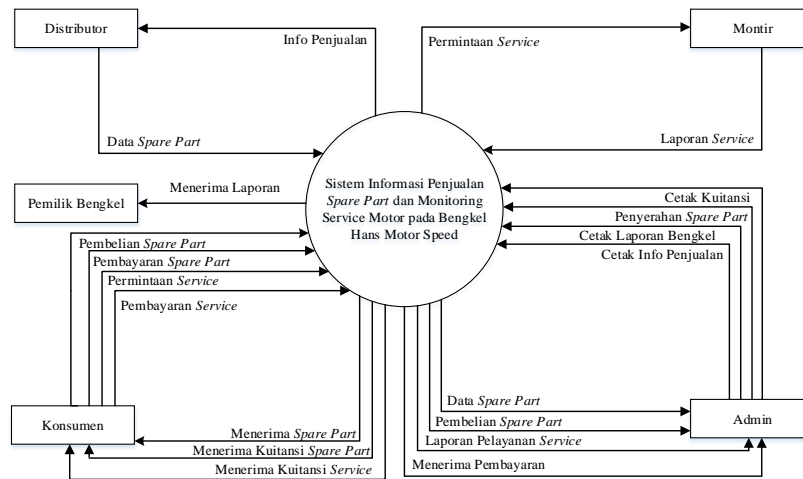 Distributor
Info Penjualan
Permintaan Service
Montir
Data Spare Part
Laporan Service
Pemilik Bengkel
Menerima Laporan
Sistem Informasi Penjualan
Spare Part dan Monitoring
Service Motor pada Bengkel
Hans Motor Speed
Cetak Kuitansi
Penyerahan Spare Part
Cetak Laporan Bengkel
Cetak Info Penjualan
Pembelian Spare Part
Pembayaran Spare Part
Permintaan Service
Pembayaran Service
Konsumen
Menerima Spare Part
Menerima Kuitansi Spare Part
Menerima Kuitansi Service
Data Spare Part
Pembelian Spare Part
Laporan Pelayanan Service
Menerima Pembayaran
Admin